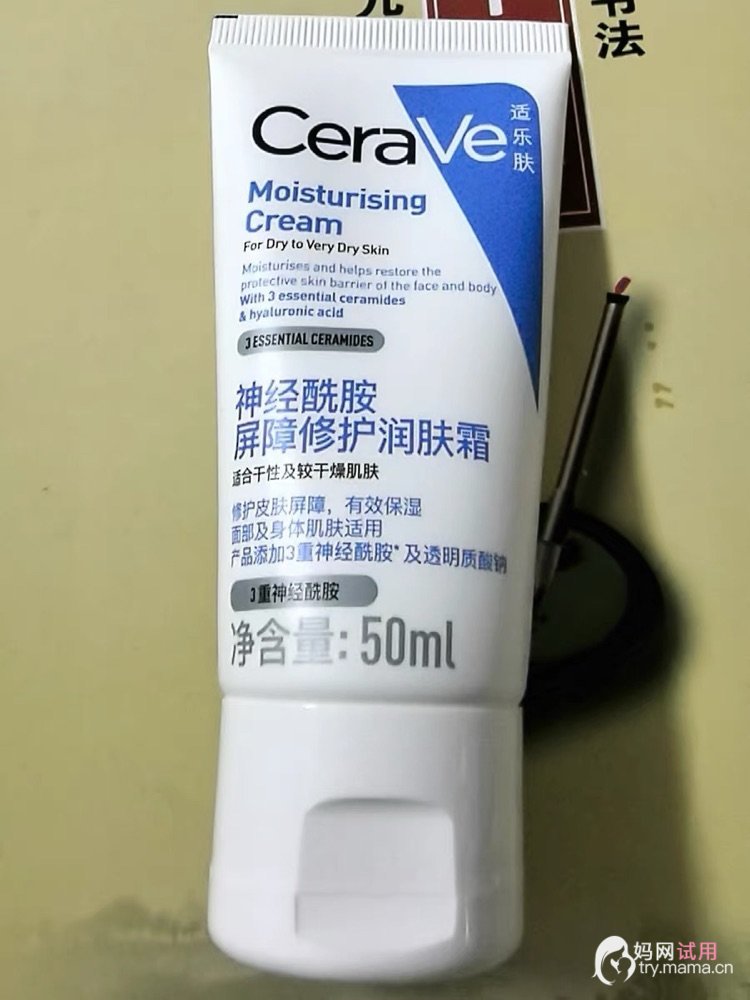 书法
CeraVe
适乐肤
Moisturising
Cream
For Dry to Very Dry Skin
Moisturises and helps restore the
protective skin barrier of the face and body
With 3 essential ceramides
& hyaluronic acid
3 ESSENTIAL CERAMIDES
神经酰胺
屏障修护润肤霜
适合干性及较干燥肌肤
修护皮肤屏障，有效保湿
面部及身体肌肤适用
产品添加3重神经酰胺*及透明质酸钠
3重神经酰胺
净含量：50ml
妈网试用
try.mama.cn